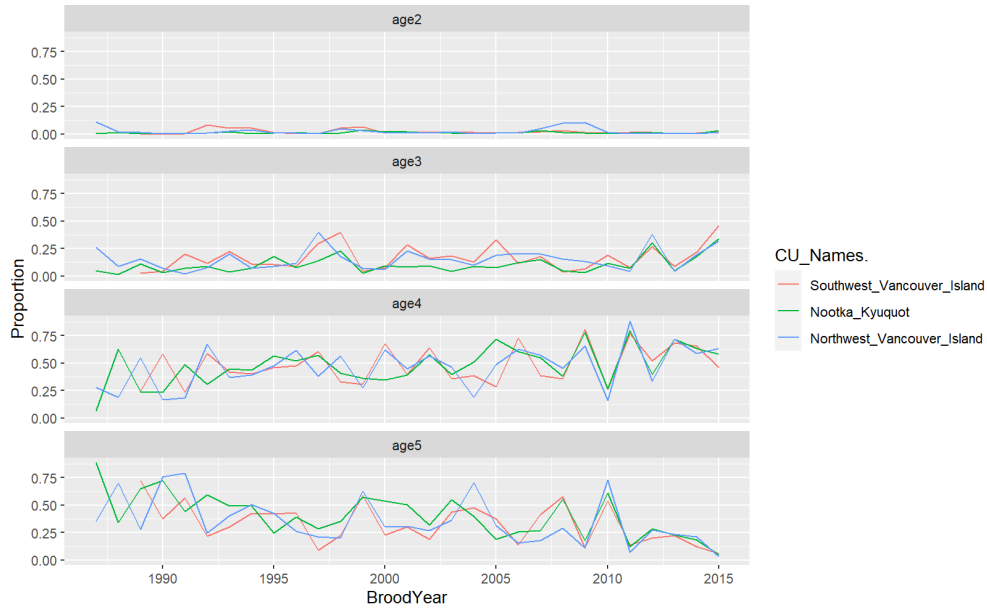 age2
0.75
0.50
0.25
0.00
age3
0.75
0.50
0.25
0.00
age4
0.75
0.50
0.25
0.00
age5
0.75
0.50
0.25
0.00
1990 1995 2000 2005 2010 2015
BroodYear
Proportion
CU_Names.
Southwest_Vancouver_Island
Nootka_Kyuquot
Northwest_Vancouver_Island